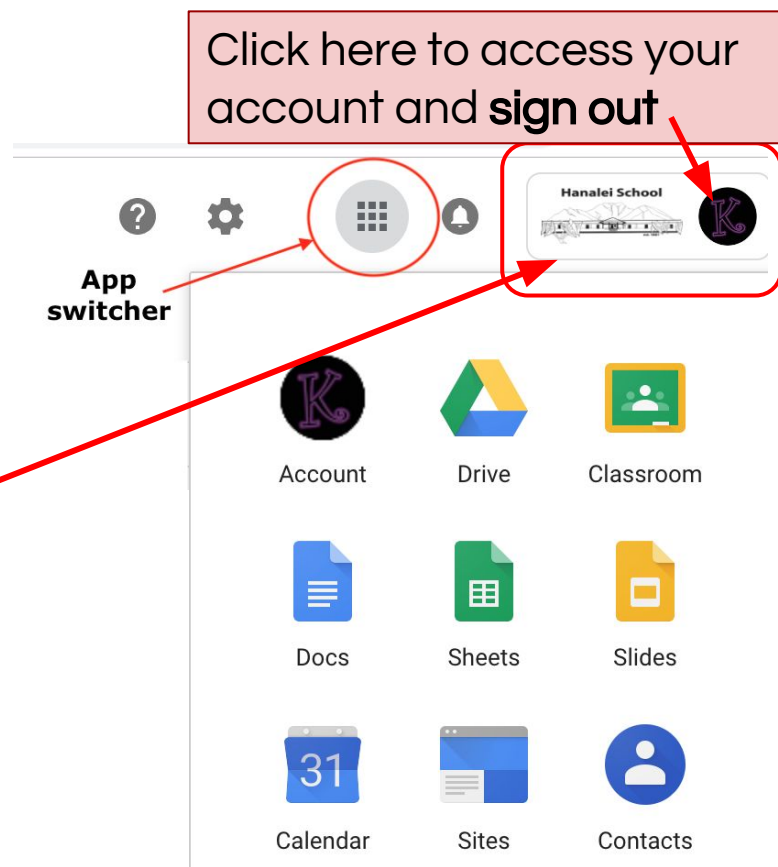 Click here to access your
account and sign out
Hanalei School
K
App
switcher
K
Account
Drive
Classroom
Docs
Sheets
Slides
31
Calendar
Sites
Contacts